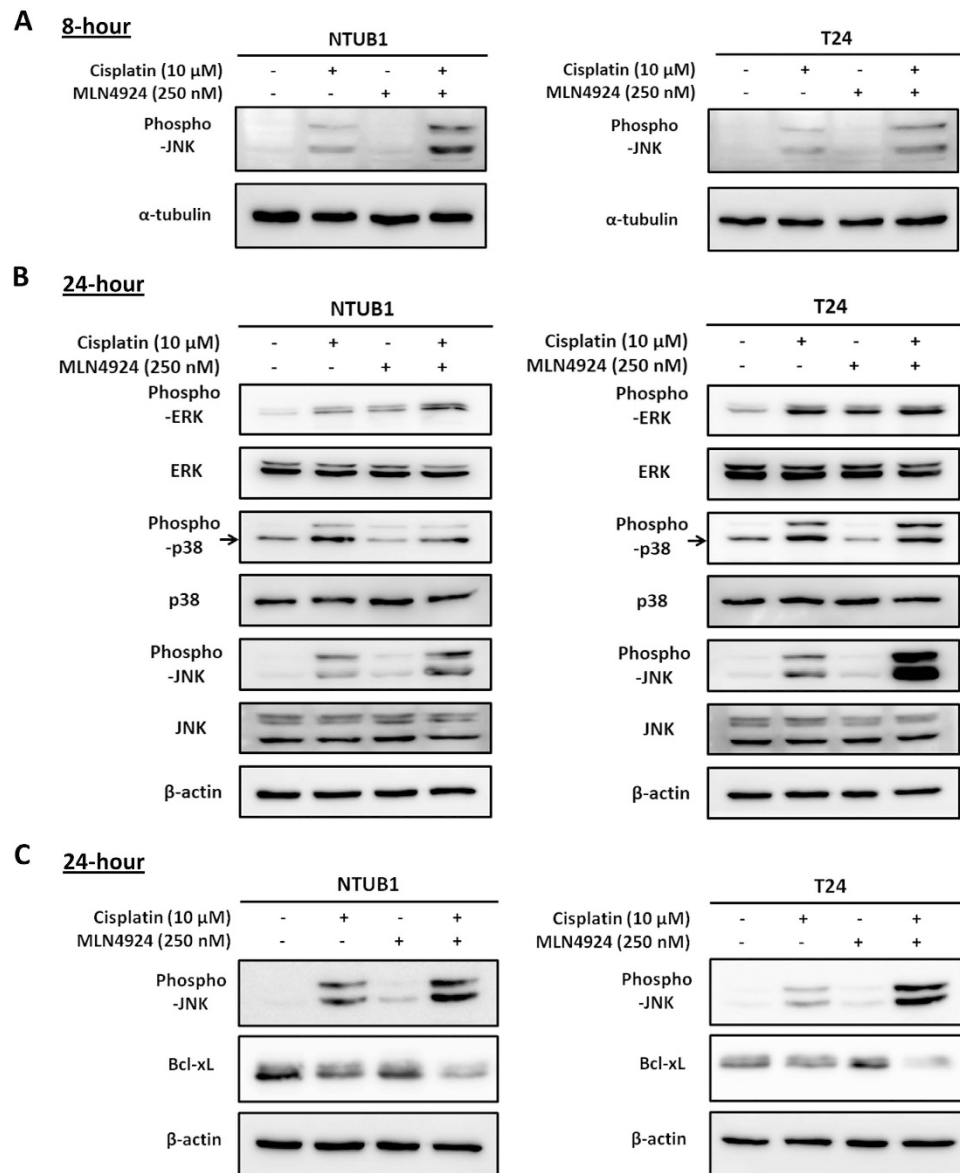 A 8-hour
NTUB1
Cisplatin (10 μM) - + - +
MLN4924 (250 nM) - - + +
Phospho
-JNK
α-tubulin
T24
Cisplatin (10 μM) - + - +
MLN4924 (250 nM) - - + +
Phospho
-JNK
α-tubulin
B 24-hour
NTUB1
Cisplatin (10 μM) - + - +
MLN4924 (250 nM) - - + +
Phospho
-ERK
ERK
Phospho
-p38
p38
Phospho
-JNK
JNK
β-actin
T24
Cisplatin (10 μM) - + - +
MLN4924 (250 nM) - - + +
Phospho
-ERK
ERK
Phospho
-p38
p38
Phospho
-JNK
JNK
β-actin
C 24-hour
NTUB1
Cisplatin (10 μM) - + - +
MLN4924 (250 nM) - - + +
Phospho
-JNK
Bcl-xL
β-actin
T24
Cisplatin (10 μM) - + - +
MLN4924 (250 nM) - - + +
Phospho
-JNK
Bcl-xL
β-actin